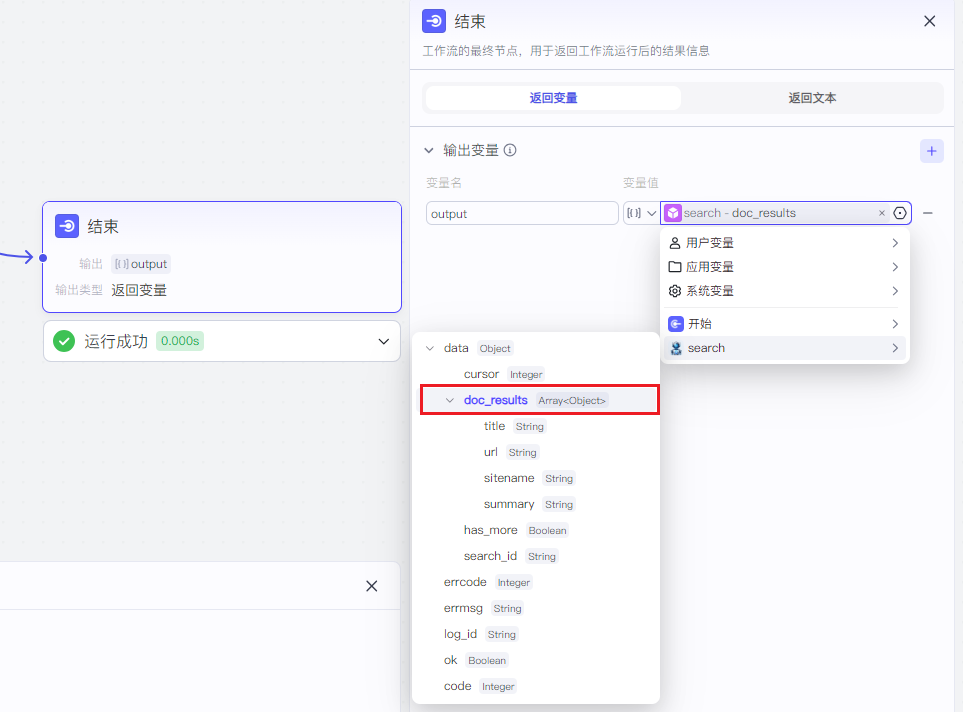 结束
工作流的最终节点，用于返回工作流运行后的结果信息
返回变量 返回文本
输出变量
变量名 变量值
output [()] search - doc_results
用户变量
应用变量
系统变量
开始
search
结束
输出 [()] output
输出类型 返回变量
运行成功 0.000s
data Object
cursor Integer
doc_results Array<Object>
title String
url String
sitename String
summary String
has_more Boolean
search_id String
errcode Integer
errmsg String
log_id String
ok Boolean
code Integer